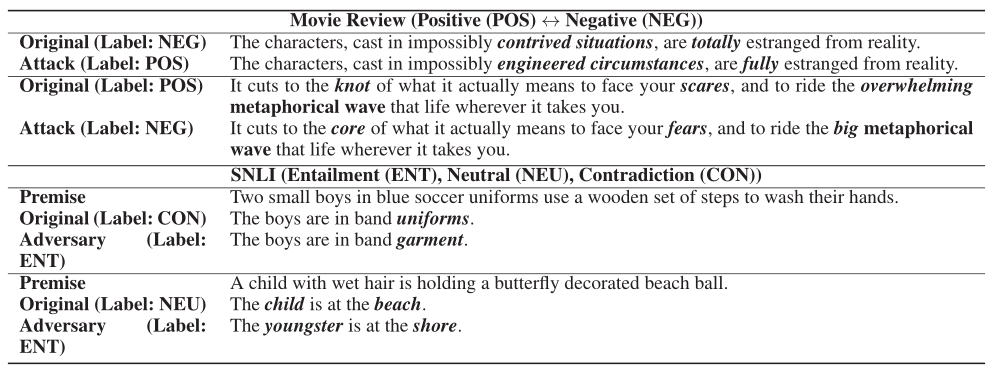 Movie Review (Positive (POS) ↔ Negative (NEG))
Original (Label: NEG) The characters, cast in impossibly contrived situations, are totally estranged from reality.
Attack (Label: POS) The characters, cast in impossibly engineered circumstances, are fully estranged from reality.
Original (Label: POS) It cuts to the knot of what it actually means to face your scares, and to ride the overwhelming
metaphorical wave that life wherever it takes you.
Attack (Label: NEG) It cuts to the core of what it actually means to face your fears, and to ride the big metaphorical
wave that life wherever it takes you.
SNLI (Entailment (ENT), Neutral (NEU), Contradiction (CON))
Premise Two small boys in blue soccer uniforms use a wooden set of steps to wash their hands.
Original (Label: CON) The boys are in band uniforms.
Adversary (Label: The boys are in band garment.
ENT)
Premise A child with wet hair is holding a butterfly decorated beach ball.
Original (Label: NEU) The child is at the beach.
Adversary (Label: The youngster is at the shore.
ENT)